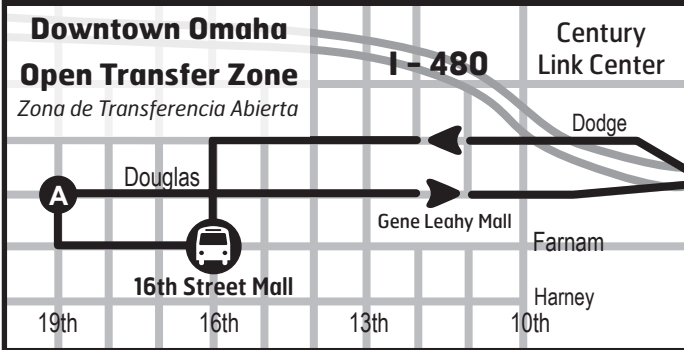 Downtown Omaha
Open Transfer Zone
Zona de Transferencia Abierta
I - 480
Century
Link Center
Dodge
Douglas
A
Gene Leahy Mall
Farnam
16th Street Mall
Harney
19th
16th
13th
10th